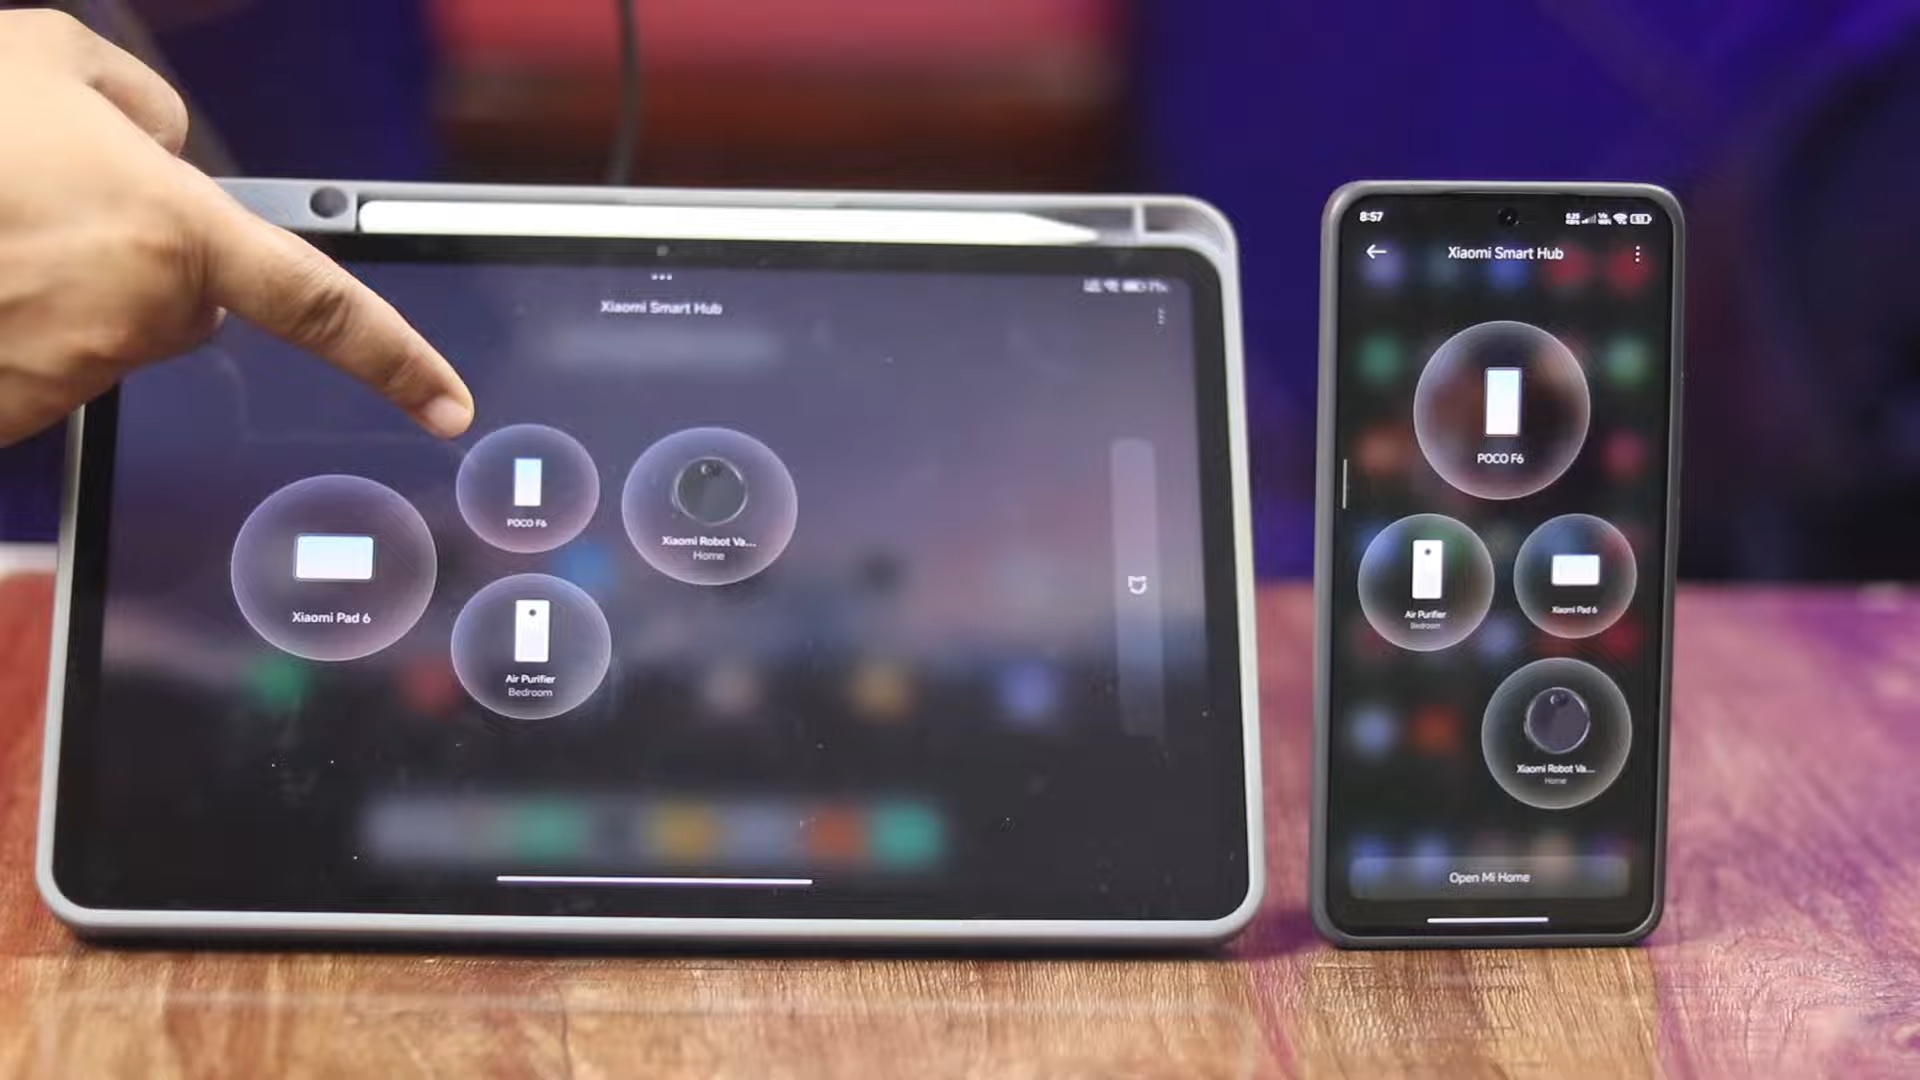 Xiaomi Smart Hub
POCO F6
Xiaomi Robot Va...
Home
Xiaomi Pad 6
Air Purifier
Bedroom
8:57
Xiaomi Smart Hub
POCO F6
Air Purifier
Bedroom
Xiaomi Pad 6
Xiaomi Robot Va...
Home
Open Mi Home